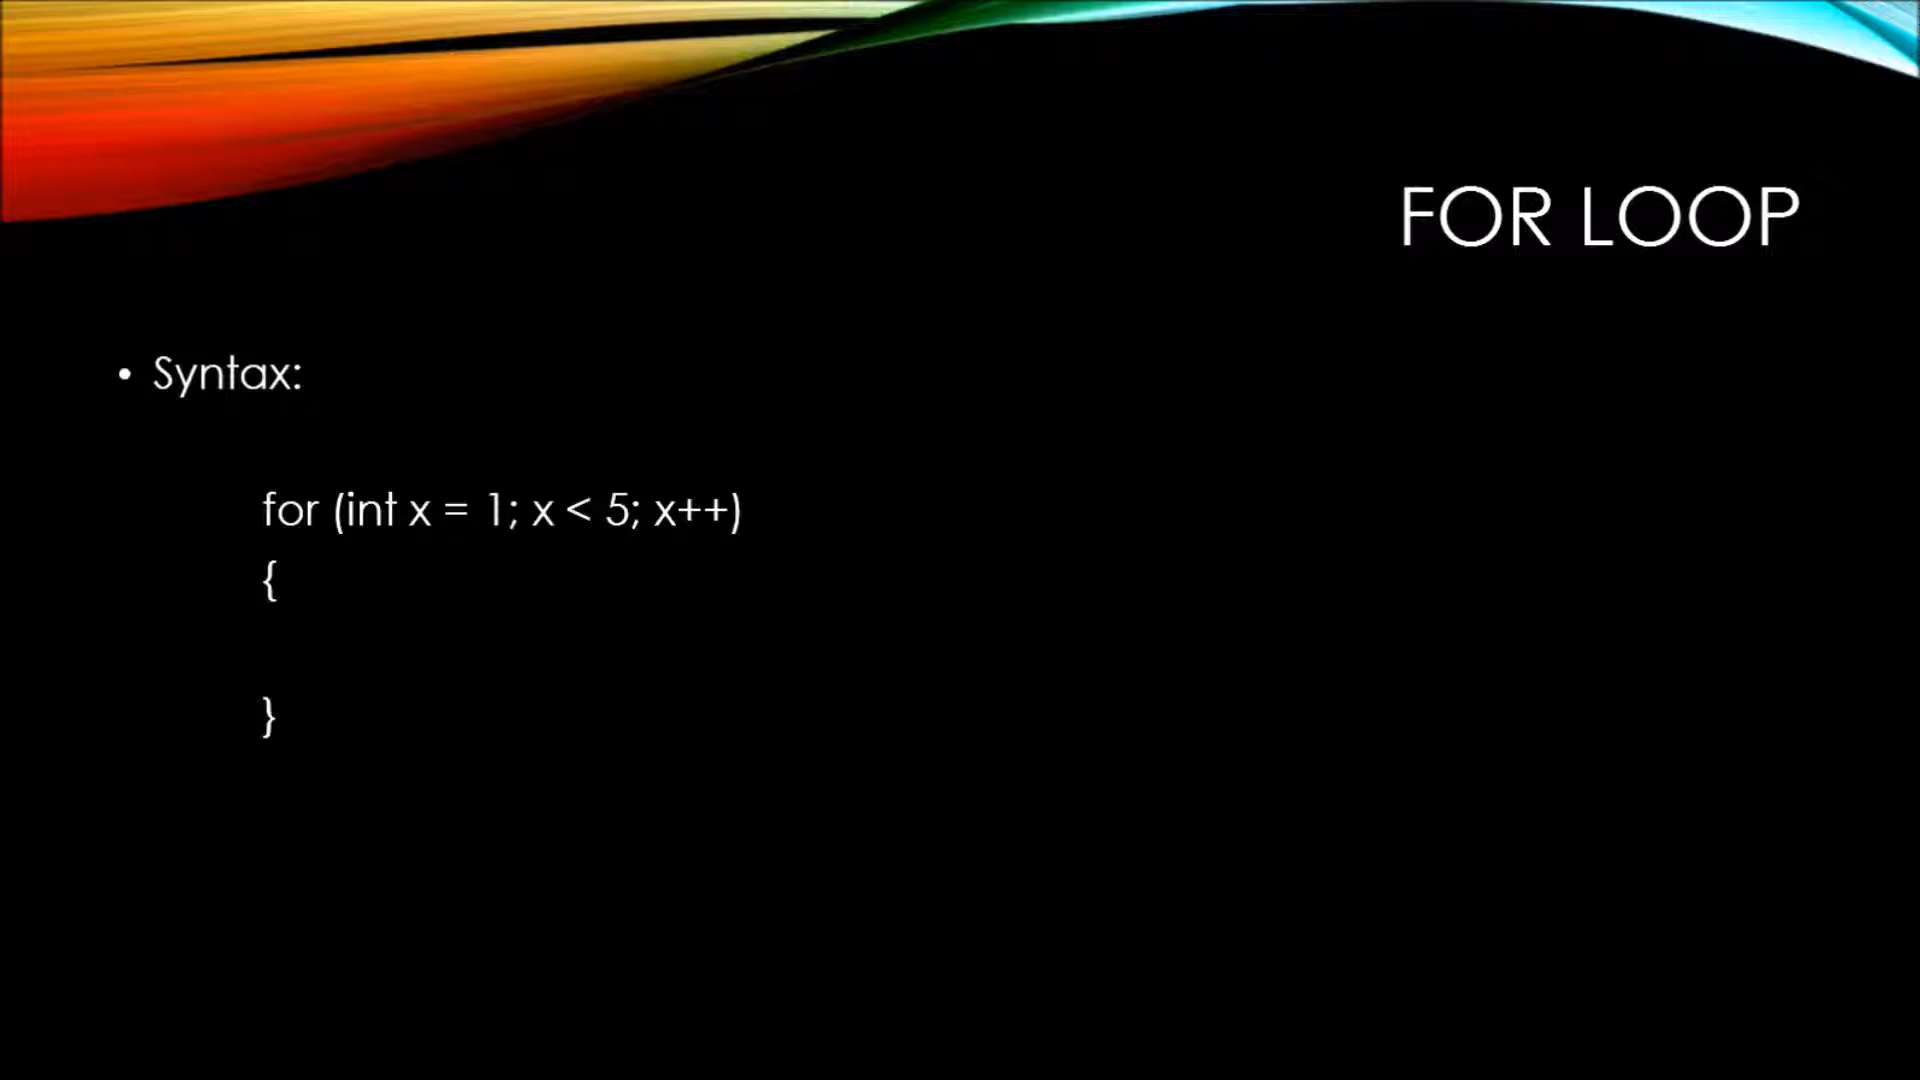 FOR LOOP
• Syntax:
for (int x = 1; x < 5; x++)
{
}